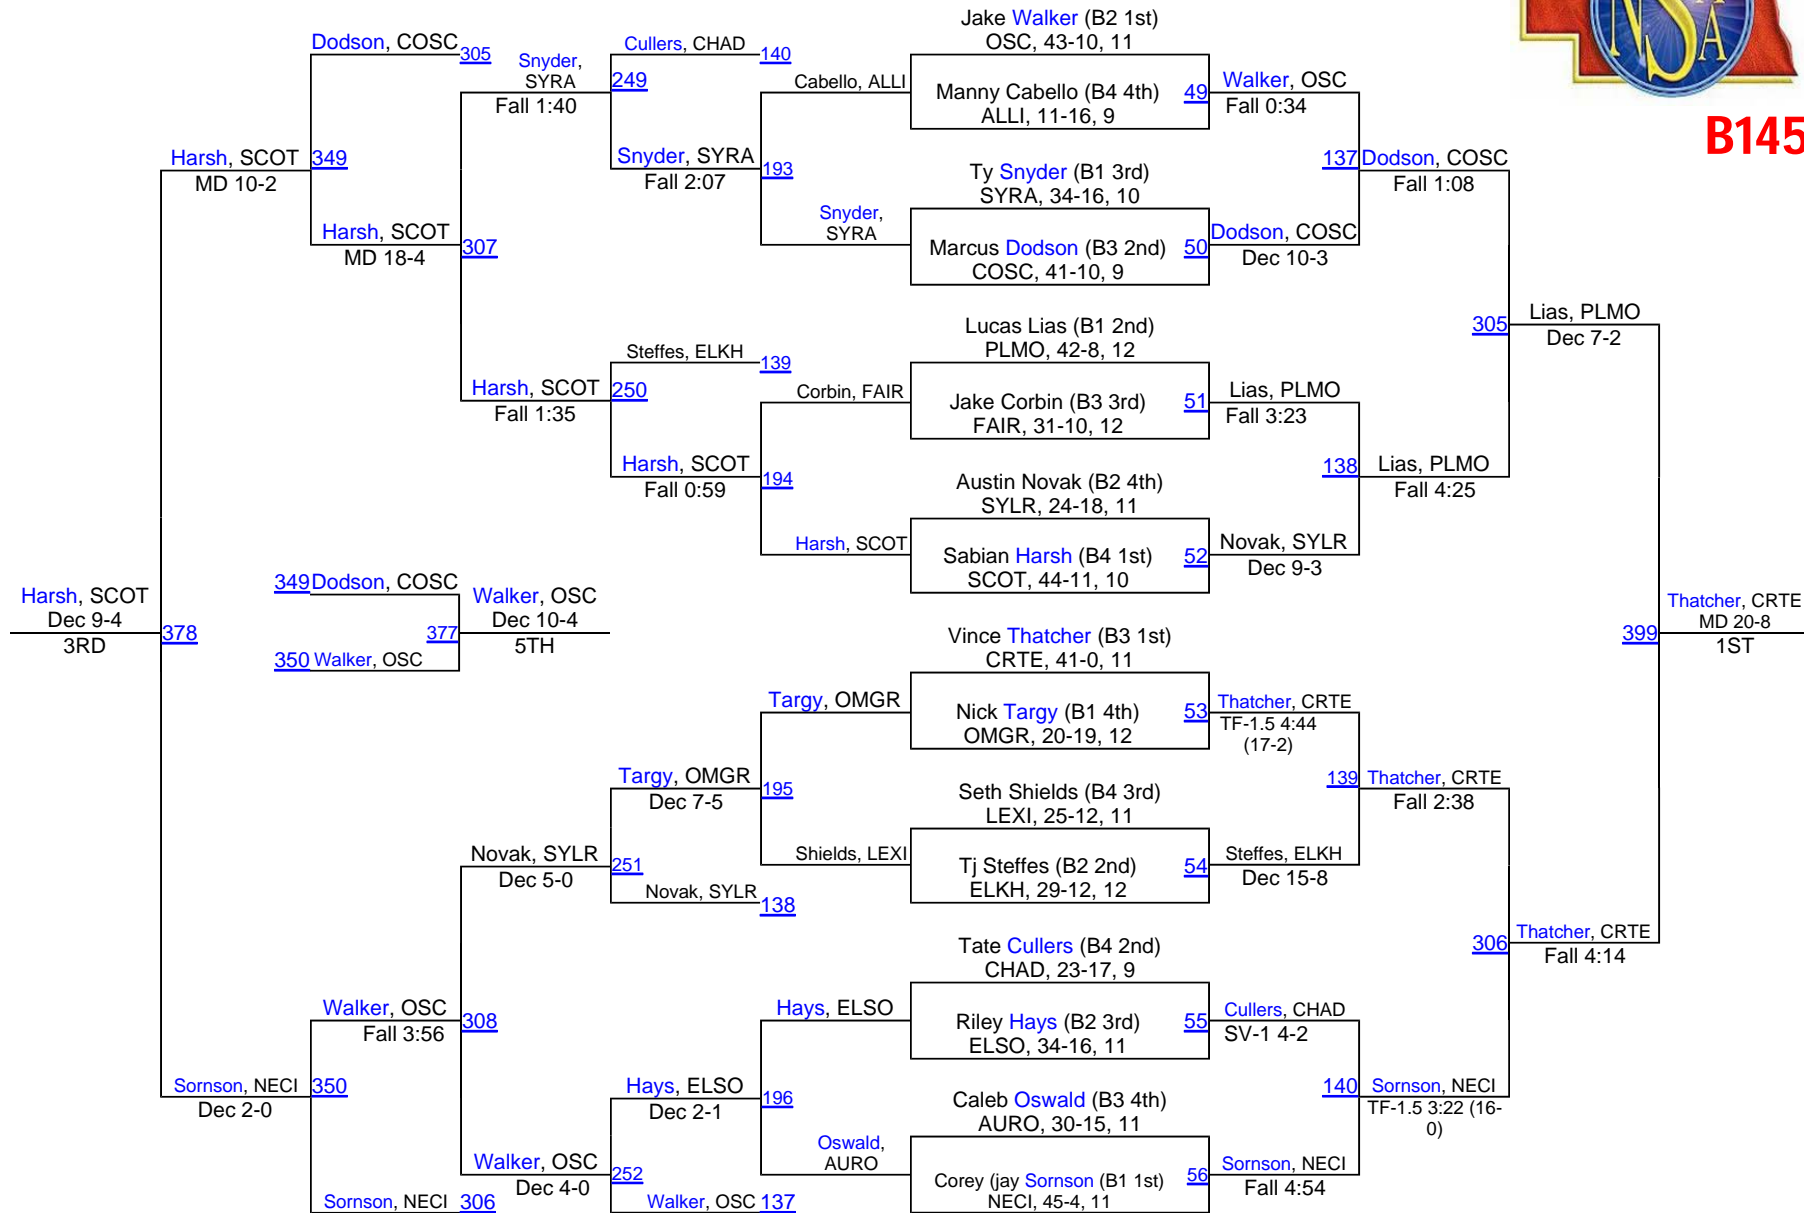 Jake Walker (B2 1st)
OSC, 43-10, 11
Dodson, COSC
305
Cullers, CHAD
140
Snyder,
SYRA
249
Fall 1:40
Cabello, ALLI
Manny Cabello (B4 4th)
ALLI, 11-16, 9
49
Walker, OSC
Fall 0:34
NSAA
B145
Harsh, SCOT
349
MD 10-2
Snyder, SYRA
193
Fall 2:07
Ty Snyder (B1 3rd)
SYRA, 34-16, 10
137
Dodson, COSC
Fall 1:08
Harsh, SCOT
307
MD 18-4
Snyder,
SYRA
Marcus Dodson (B3 2nd)
COSC, 41-10, 9
50
Dodson, COSC
Dec 10-3
Lucas Lias (B1 2nd)
PLMO, 42-8, 12
305
Lias, PLMO
Dec 7-2
Steffes, ELKH
139
Harsh, SCOT
250
Fall 1:35
Corbin, FAIR
Jake Corbin (B3 3rd)
FAIR, 31-10, 12
51
Lias, PLMO
Fall 3:23
Harsh, SCOT
194
Fall 0:59
Austin Novak (B2 4th)
SYLR, 24-18, 11
138
Lias, PLMO
Fall 4:25
Harsh, SCOT
Sabian Harsh (B4 1st)
SCOT, 44-11, 10
52
Novak, SYLR
Dec 9-3
Harsh, SCOT
Dec 9-4
3RD
378
349
Dodson, COSC
377
350
Walker, OSC
Walker, OSC
Dec 10-4
5TH
Vince Thatcher (B3 1st)
CRTE, 41-0, 11
399
Thatcher, CRTE
MD 20-8
1ST
Targy, OMGR
Nick Targy (B1 4th)
OMGR, 20-19, 12
53
Thatcher, CRTE
TF-1.5 4:44
(17-2)
Targy, OMGR
195
Dec 7-5
Seth Shields (B4 3rd)
LEXI, 25-12, 11
139
Thatcher, CRTE
Fall 2:38
Novak, SYLR
251
Dec 5-0
Shields, LEXI
Tj Steffes (B2 2nd)
ELKH, 29-12, 12
54
Steffes, ELKH
Dec 15-8
Novak, SYLR
138
Tate Cullers (B4 2nd)
CHAD, 23-17, 9
306
Thatcher, CRTE
Fall 4:14
Walker, OSC
308
Fall 3:56
Hays, ELSO
Riley Hays (B2 3rd)
ELSO, 34-16, 11
55
Cullers, CHAD
SV-1 4-2
Sornson, NECI
350
Dec 2-0
Hays, ELSO
196
Dec 2-1
Caleb Oswald (B3 4th)
AURO, 30-15, 11
140
Sornson, NECI
TF-1.5 3:22 (16-
0)
Walker, OSC
252
Dec 4-0
Oswald,
AURO
Corey (jay Sornson (B1 1st)
NECI, 45-4, 11
56
Sornson, NECI
Fall 4:54
Sornson, NECI
306
Walker, OSC
137